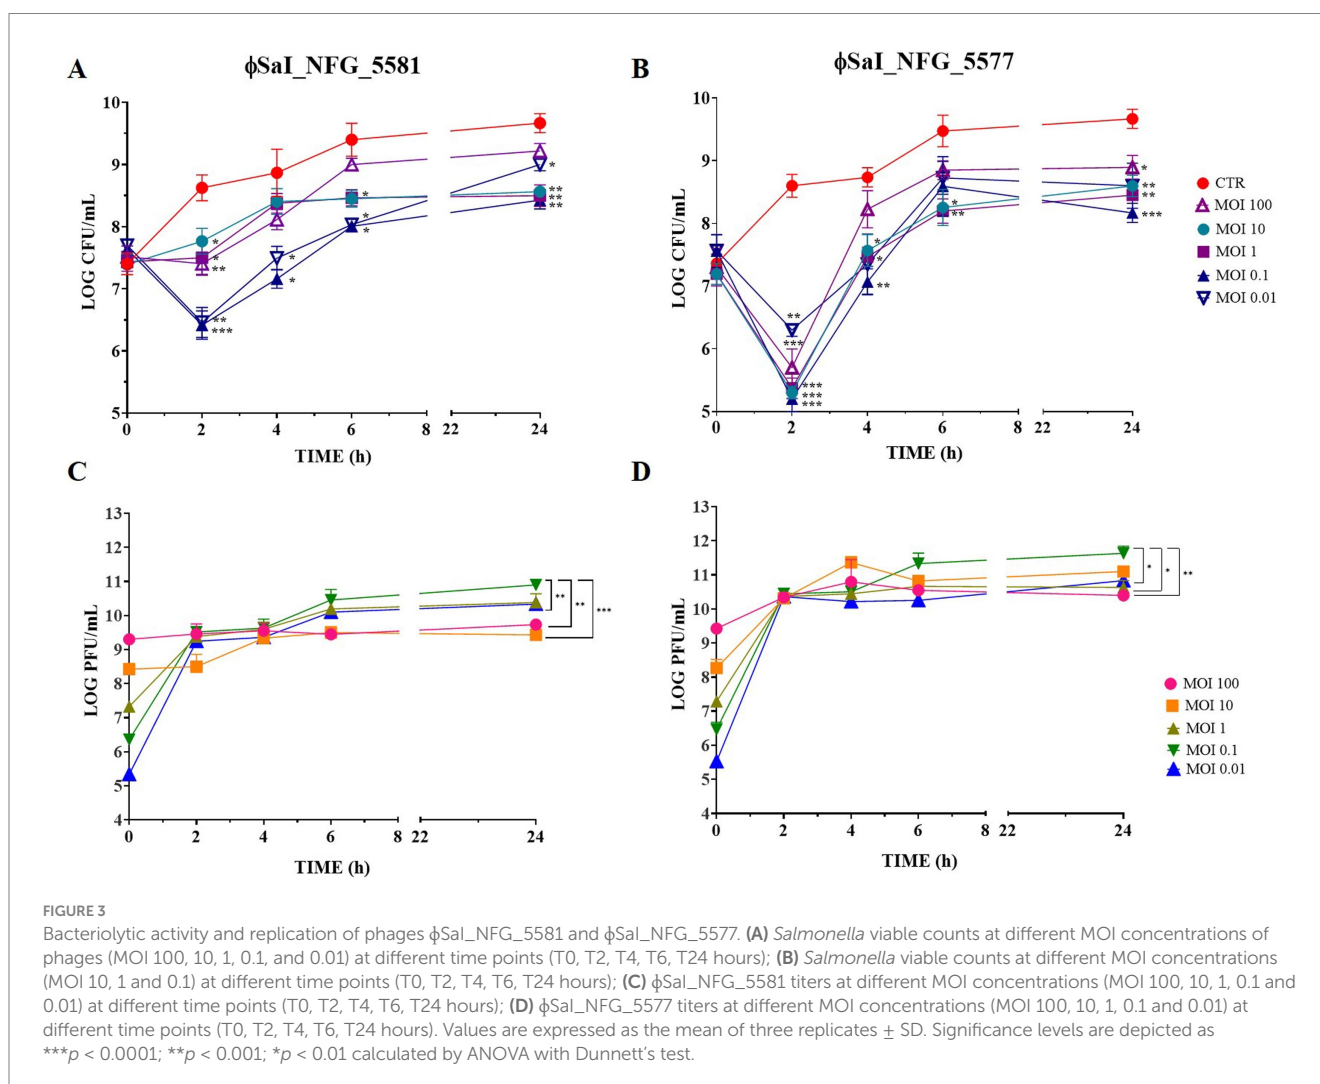 A
ϕSaI_NFG_5581
LOG CFU/mL
10
9
8
7
6
5
0
2
4
6
8
22
24
TIME (h)
*
*
**
**
***
*
*
*
*
*
*
**
**
**
B
ϕSaI_NFG_5577
LOG CFU/mL
10
9
8
7
6
5
0
2
4
6
8
22
24
TIME (h)
**
***
***
***
***
*
*
**
*
**
*
**
**
***
CTR
MOI 100
MOI 10
MOI 1
MOI 0.1
MOI 0.01
C
LOG PFU/mL
13
12
11
10
9
8
7
6
5
4
0
2
4
6
8
22
24
TIME (h)
**
**
***
D
LOG PFU/mL
13
12
11
10
9
8
7
6
5
4
0
2
4
6
8
22
24
TIME (h)
*
*
**
MOI 100
MOI 10
MOI 1
MOI 0.1
MOI 0.01
FIGURE 3
Bacteriolytic activity and replication of phages ϕSaI_NFG_5581 and ϕSaI_NFG_5577. (A) Salmonella viable counts at different MOI concentrations of
phages (MOI 100, 10, 1, 0.1, and 0.01) at different time points (T0, T2, T4, T6, T24 hours); (B) Salmonella viable counts at different MOI concentrations
(MOI 10, 1 and 0.1) at different time points (T0, T2, T4, T6, T24 hours); (C) ϕSaI_NFG_5581 titers at different MOI concentrations (MOI 100, 10, 1, 0.1 and
0.01) at different time points (T0, T2, T4, T6, T24 hours); (D) ϕSaI_NFG_5577 titers at different MOI concentrations (MOI 100, 10, 1, 0.1 and 0.01) at
different time points (T0, T2, T4, T6, T24 hours). Values are expressed as the mean of three replicates ± SD. Significance levels are depicted as
***p < 0.0001; **p < 0.001; *p < 0.01 calculated by ANOVA with Dunnett's test.